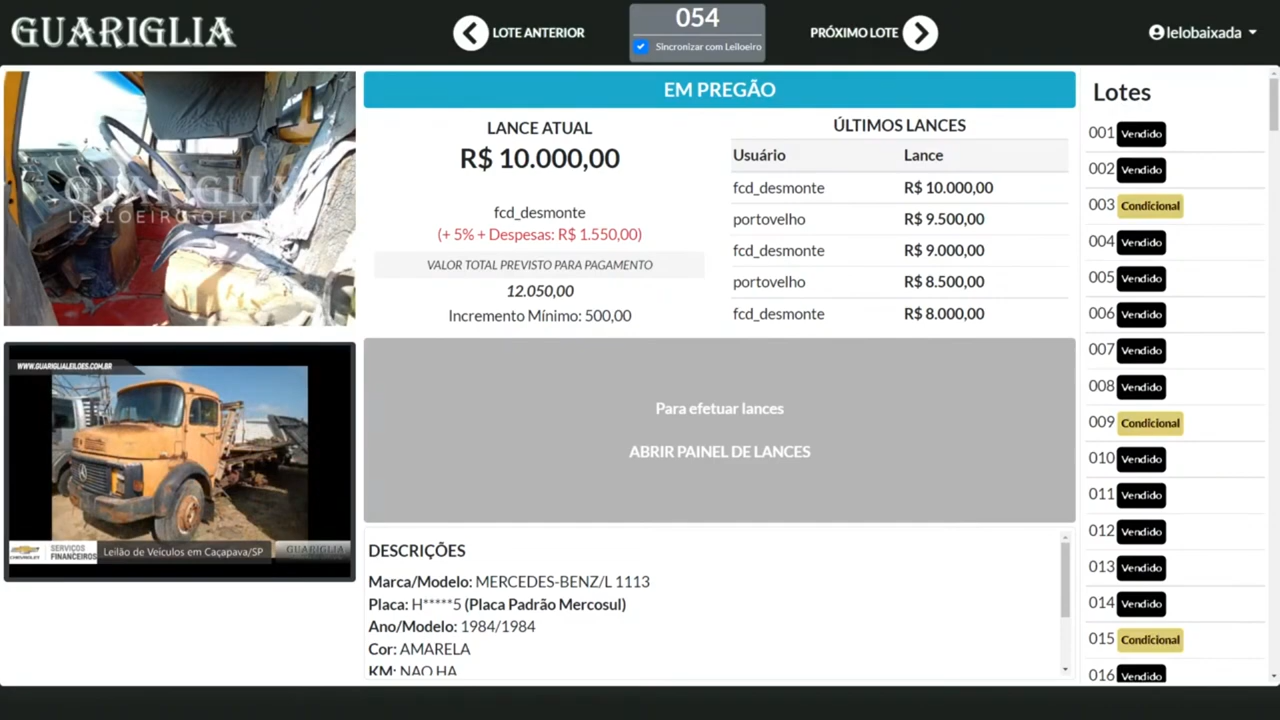 GUARIGLIA
LOTE ANTERIOR
054
Sincronizar com Leiloeiro
PRÓXIMO LOTE
lelobaixada
GUARIGLIA
LEILOEIRO OFICIAL
EM PREGÃO
LANCE ATUAL
R$ 10.000,00
fcd_desmonte
(+ 5% + Despesas: R$ 1.550,00)
VALOR TOTAL PREVISTO PARA PAGAMENTO
12.050,00
Incremento Mínimo: 500,00
ÚLTIMOS LANCES
Usuário Lance
fcd_desmonte R$ 10.000,00
portovelho R$ 9.500,00
fcd_desmonte R$ 9.000,00
portovelho R$ 8.500,00
fcd_desmonte R$ 8.000,00
Para efetuar lances
ABRIR PAINEL DE LANCES
WWW.GUARIGLIALEILOES.COM.BR
CHEVROLET
SERVIÇOS
FINANCEIROS
Leilão de Veículos em Caçapava/SP
GUARIGLIA
DESCRIÇÕES
Marca/Modelo: MERCEDES-BENZ/L 1113
Placa: H*****5 (Placa Padrão Mercosul)
Ano/Modelo: 1984/1984
Cor: AMARELA
KM: NAO HA
Lotes
001 Vendido
002 Vendido
003 Condicional
004 Vendido
005 Vendido
006 Vendido
007 Vendido
008 Vendido
009 Condicional
010 Vendido
011 Vendido
012 Vendido
013 Vendido
014 Vendido
015 Condicional
016 Vendido